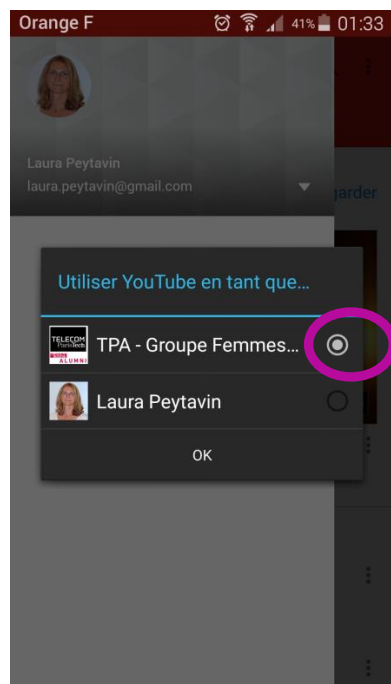 Orange F 41% 01:33
Laura Peytavin
laura.peytavin@gmail.com
arder
Utiliser YouTube en tant que...
TELECOM
ParisTech
ALUMNI
TPA - Groupe Femmes...
Laura Peytavin
OK